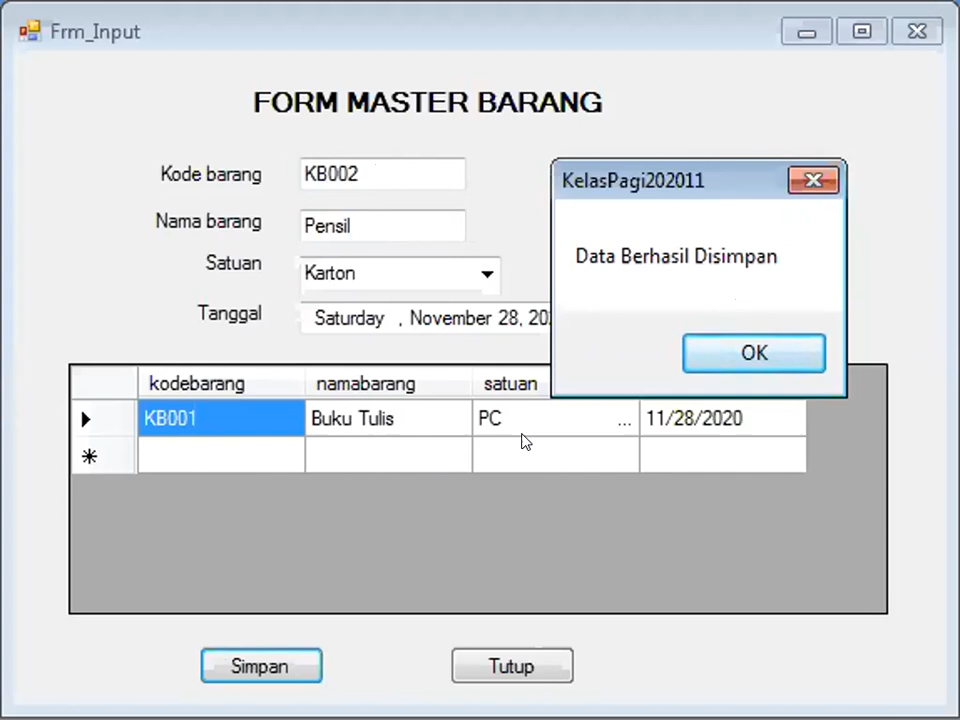 Frm_Input
FORM MASTER BARANG
Kode barang KB002
Nama barang Pensil
Satuan Karton
Tanggal Saturday , November 28, 202
KelasPagi202011
Data Berhasil Disimpan
OK
kodebarang namabarang satuan
KB001 Buku Tulis PC ... 11/28/2020
Simpan Tutup